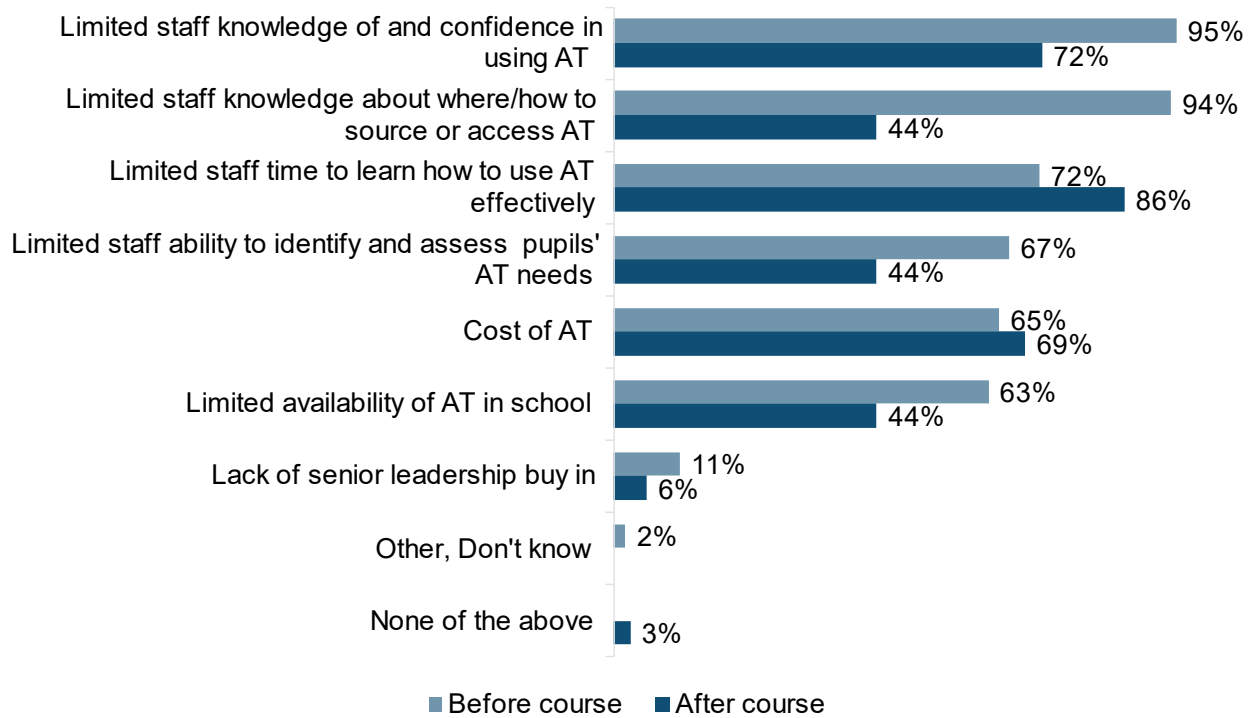 Limited staff knowledge of and confidence in
using AT
95%
72%
Limited staff knowledge about where/how to
source or access AT
94%
44%
Limited staff time to learn how to use AT
effectively
72%
86%
Limited staff ability to identify and assess pupils'
AT needs
67%
44%
Cost of AT
65%
69%
Limited availability of AT in school
63%
44%
Lack of senior leadership buy in
11%
6%
Other, Don't know
2%
None of the above
3%
Before course After course